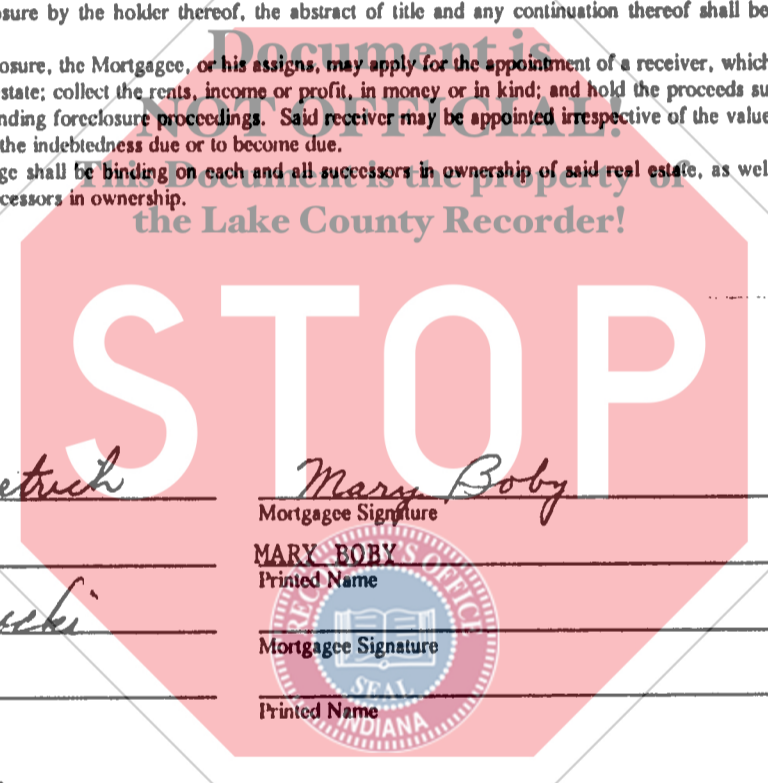 osure by the holder thereof, the abstract of title and any continuation thereof shall be
Document is
osure, the Mortgagee, or his assigns, may apply for the appointment of a receiver, which
state; collect the rents, income or profit, in money or in kind; and hold the proceeds su
NOT OFFICIAL!
nding foreclosure proceedings. Said receiver may be appointed irrespective of the value
the indebtedness due or to become due.
ge shall be binding on each and all successors in ownership of said real estate, as wel
This Document is the property of
cessors in ownership.
the Lake County Recorder!
STOP
etrich Mary Boby
Mortgagee Signature
MARY BOBY
Printed Name
ucki
Mortgagee Signature
Printed Name
RECORDER'S OFFICE
SEAL
INDIANA